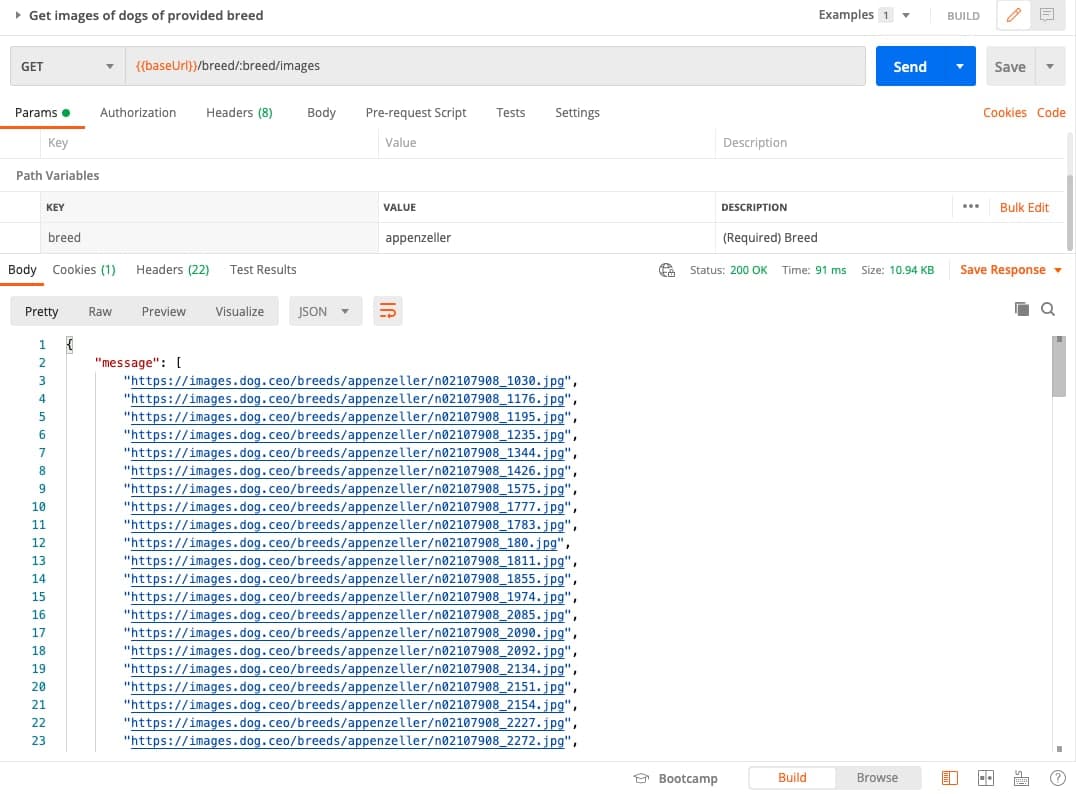 Get images of dogs of provided breed Examples 1 BUILD
GET {{baseUrl}}/breed/:breed/images Send Save
Params Authorization Headers (8) Body Pre-request Script Tests Settings Cookies Code
Key Value Description
Path Variables
KEY VALUE DESCRIPTION ••• Bulk Edit
breed appenzeller (Required) Breed
Body Cookies (1) Headers (22) Test Results Status: 200 OK Time: 91 ms Size: 10.94 KB Save Response
Pretty Raw Preview Visualize JSON
1 {
2 "message": [
3 "https://images.dog.ceo/breeds/appenzeller/n02107908_1030.jpg",
4 "https://images.dog.ceo/breeds/appenzeller/n02107908_1176.jpg",
5 "https://images.dog.ceo/breeds/appenzeller/n02107908_1195.jpg",
6 "https://images.dog.ceo/breeds/appenzeller/n02107908_1235.jpg",
7 "https://images.dog.ceo/breeds/appenzeller/n02107908_1344.jpg",
8 "https://images.dog.ceo/breeds/appenzeller/n02107908_1426.jpg",
9 "https://images.dog.ceo/breeds/appenzeller/n02107908_1575.jpg",
10 "https://images.dog.ceo/breeds/appenzeller/n02107908_1777.jpg",
11 "https://images.dog.ceo/breeds/appenzeller/n02107908_1783.jpg",
12 "https://images.dog.ceo/breeds/appenzeller/n02107908_180.jpg",
13 "https://images.dog.ceo/breeds/appenzeller/n02107908_1811.jpg",
14 "https://images.dog.ceo/breeds/appenzeller/n02107908_1855.jpg",
15 "https://images.dog.ceo/breeds/appenzeller/n02107908_1974.jpg",
16 "https://images.dog.ceo/breeds/appenzeller/n02107908_2085.jpg",
17 "https://images.dog.ceo/breeds/appenzeller/n02107908_2090.jpg",
18 "https://images.dog.ceo/breeds/appenzeller/n02107908_2092.jpg",
19 "https://images.dog.ceo/breeds/appenzeller/n02107908_2134.jpg",
20 "https://images.dog.ceo/breeds/appenzeller/n02107908_2151.jpg",
21 "https://images.dog.ceo/breeds/appenzeller/n02107908_2154.jpg",
22 "https://images.dog.ceo/breeds/appenzeller/n02107908_2227.jpg",
23 "https://images.dog.ceo/breeds/appenzeller/n02107908_2272.jpg",
Bootcamp Build Browse